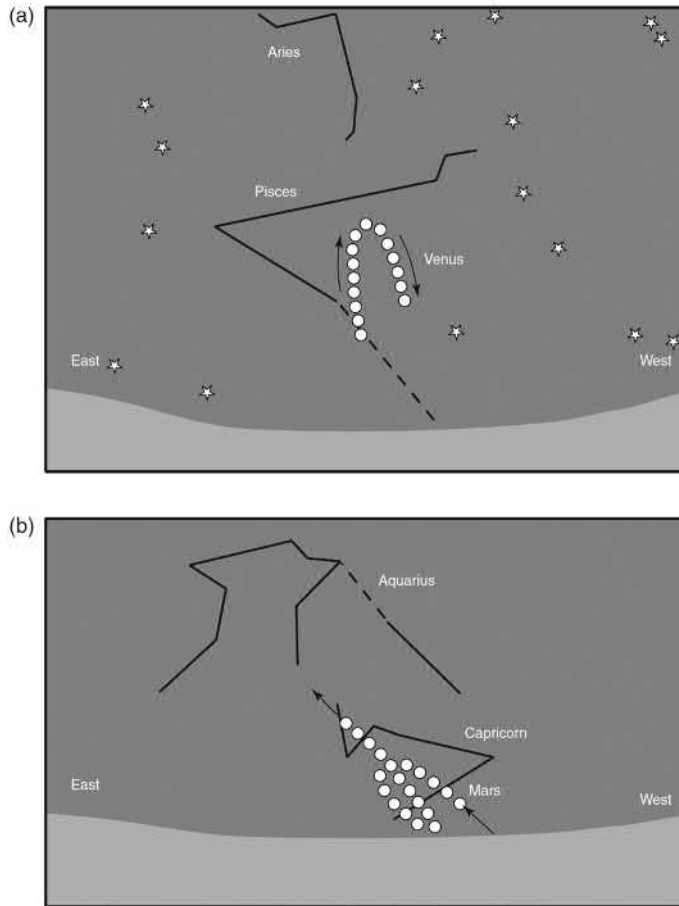 (a)
Aries
Pisces
Venus
East
West
(b)
Aquarius
Capricorn
Mars
East
West